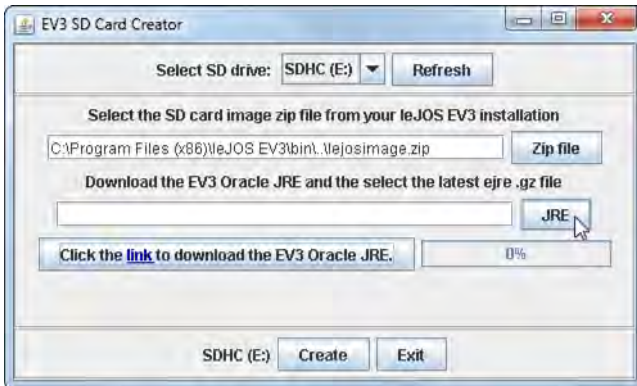 EV3 SD Card Creator
Select SD drive: SDHC (E:) Refresh
Select the SD card image zip file from your leJOS EV3 installation
C:\Program Files (x86)\leJOS EV3\bin\..\lejosimage.zip Zip file
Download the EV3 Oracle JRE and the select the latest ejre .gz file
JRE
Click the link to download the EV3 Oracle JRE. 0%
SDHC (E:) Create Exit